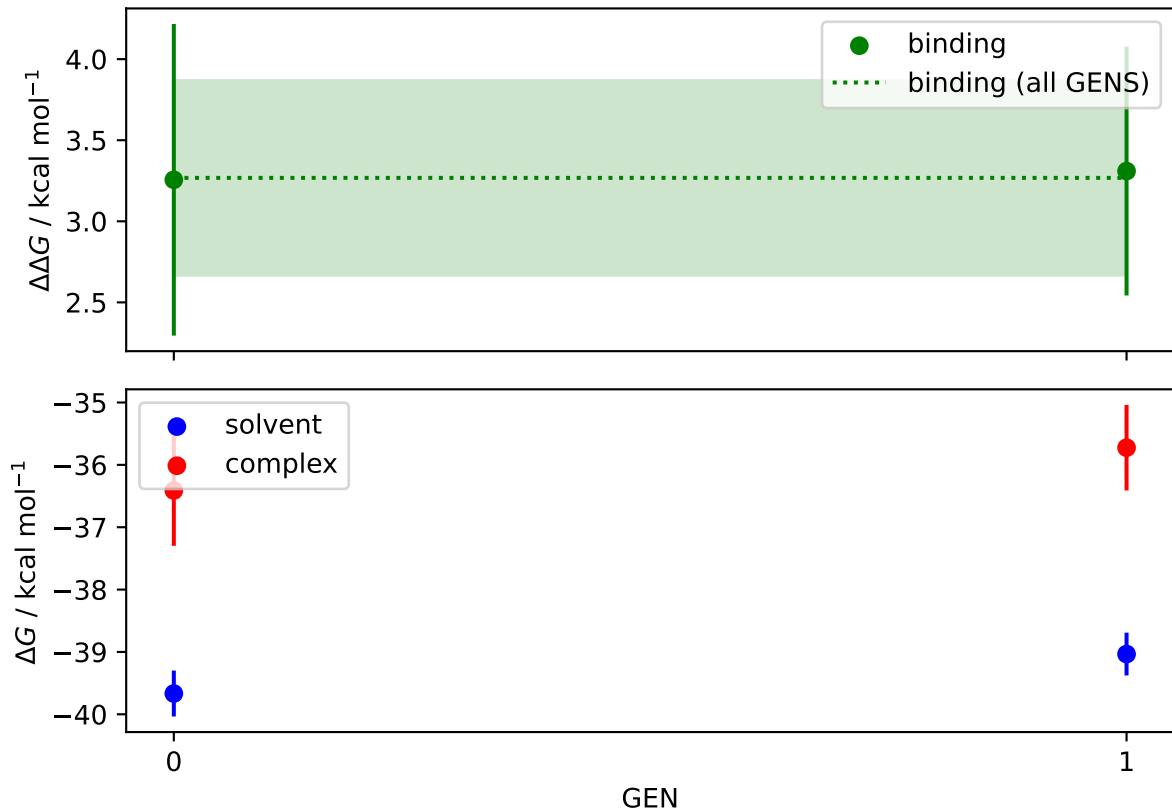 4.0
3.5
3.0
2.5
ΔΔG / kcal mol⁻¹
binding
binding (all GENS)
−35
−36
−37
−38
−39
−40
ΔG / kcal mol⁻¹
solvent
complex
0
1
GEN